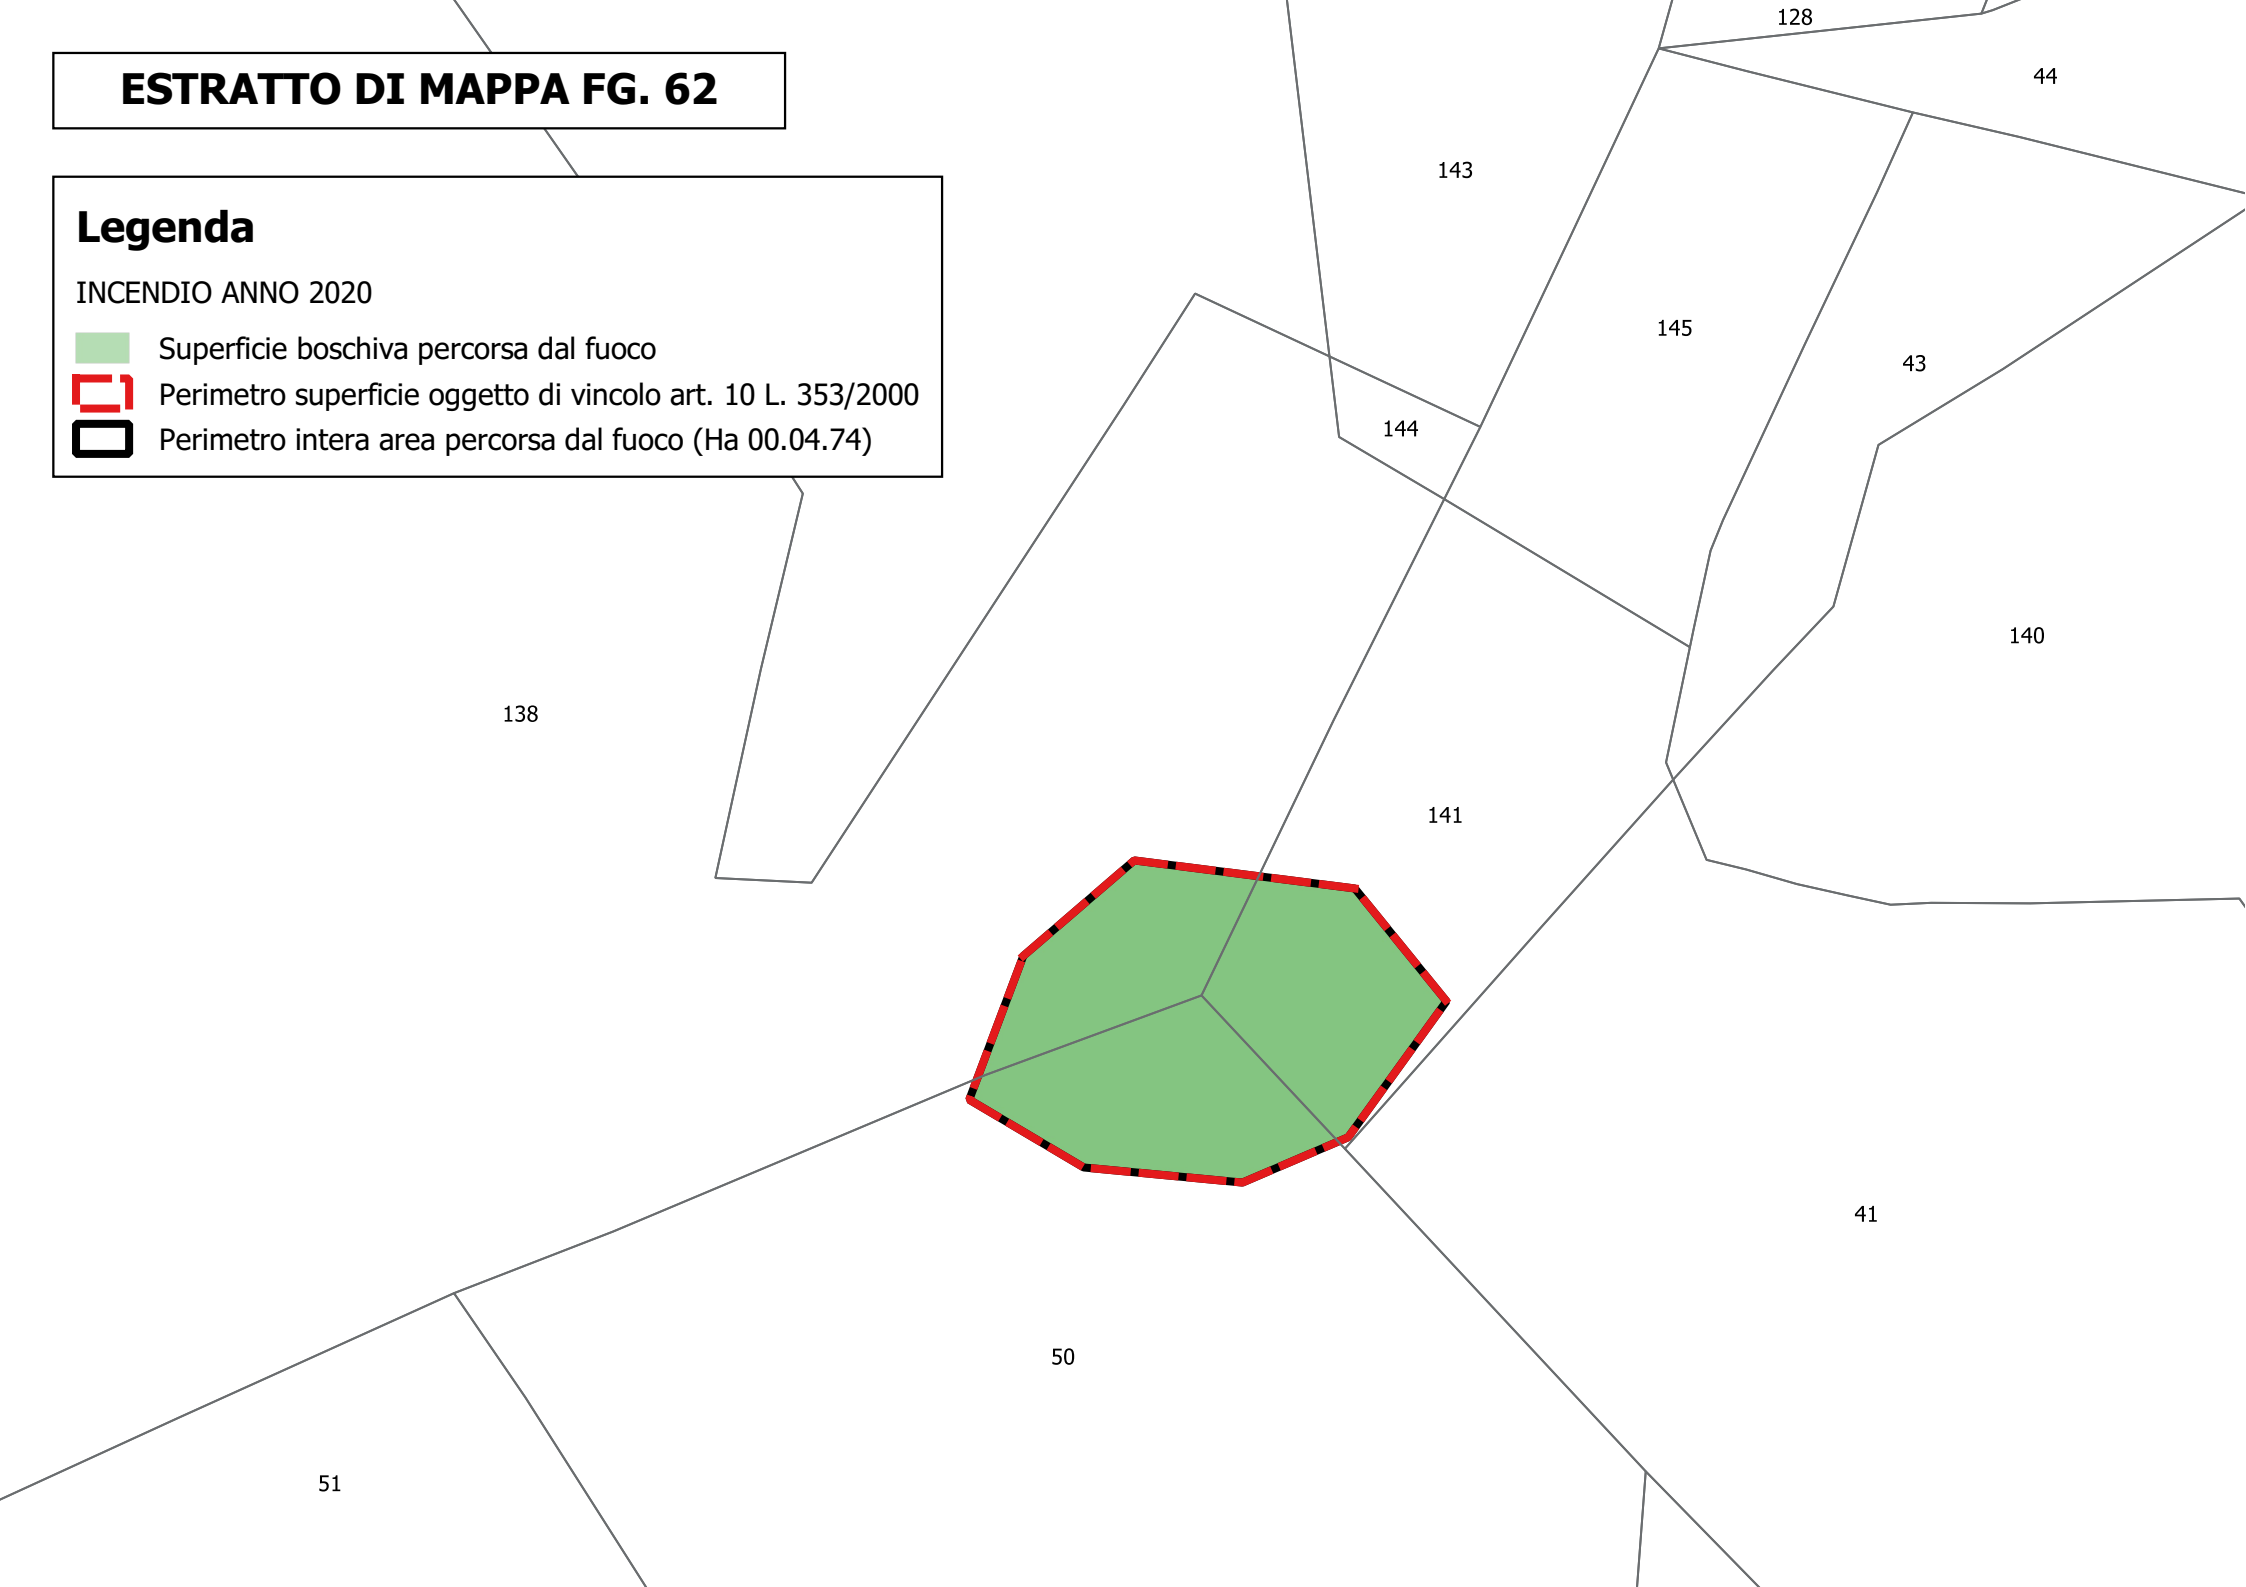 ESTRATTO DI MAPPA FG. 62
Legenda
INCENDIO ANNO 2020
Superficie boschiva percorsa dal fuoco
Perimetro superficie oggetto di vincolo art. 10 L. 353/2000
Perimetro intera area percorsa dal fuoco (Ha 00.04.74)
128
44
143
145
43
144
140
138
141
41
50
51